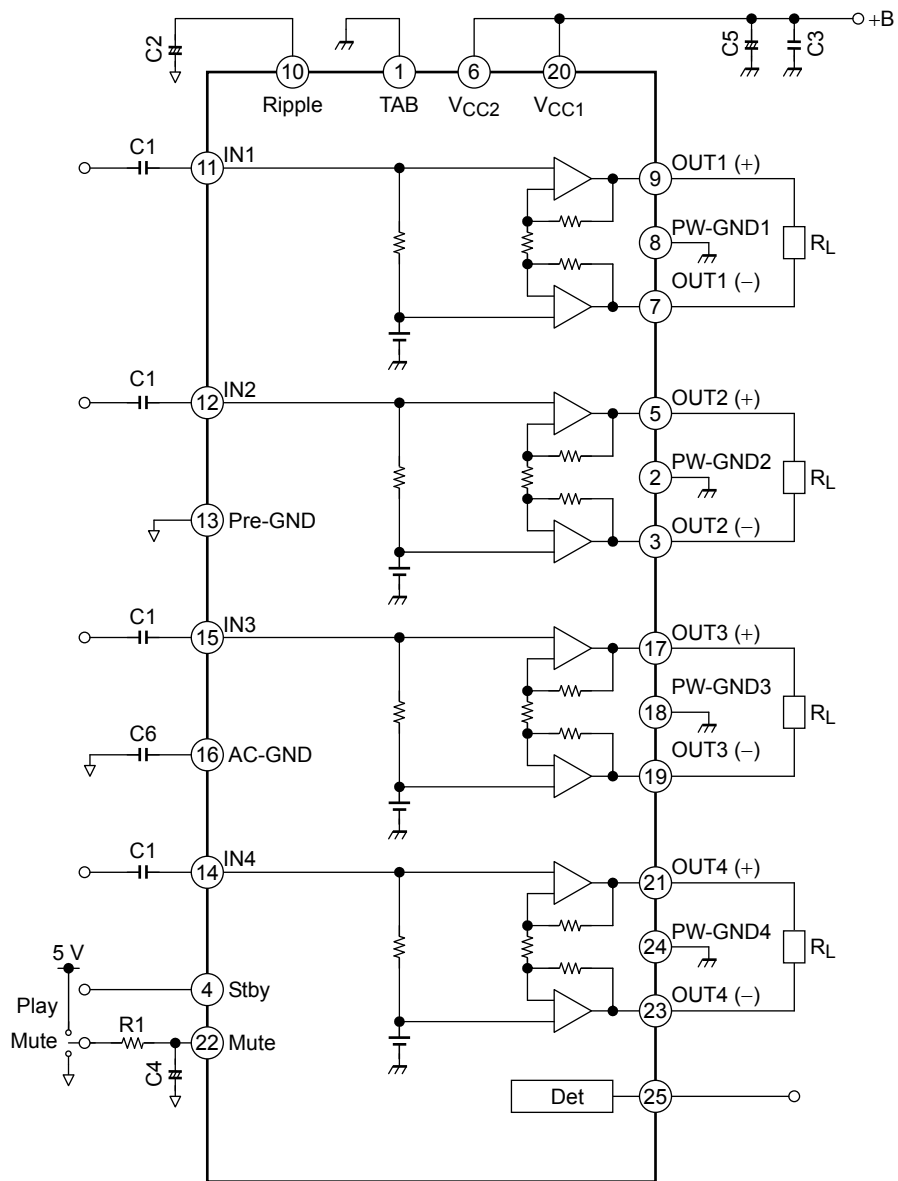 C2
+B
C5
C3
10
1
6
20
Ripple
TAB
VCC2
VCC1
C1
11
IN1
OUT1 (+)
9
PW-GND1
8
RL
OUT1 (−)
7
C1
12
IN2
OUT2 (+)
5
PW-GND2
2
RL
13
Pre-GND
OUT2 (−)
3
C1
15
IN3
OUT3 (+)
17
PW-GND3
18
RL
C6
16
AC-GND
OUT3 (−)
19
C1
14
IN4
OUT4 (+)
21
PW-GND4
24
RL
5 V
Play
4
Stby
OUT4 (−)
23
Mute
R1
22
Mute
C4
Det
25